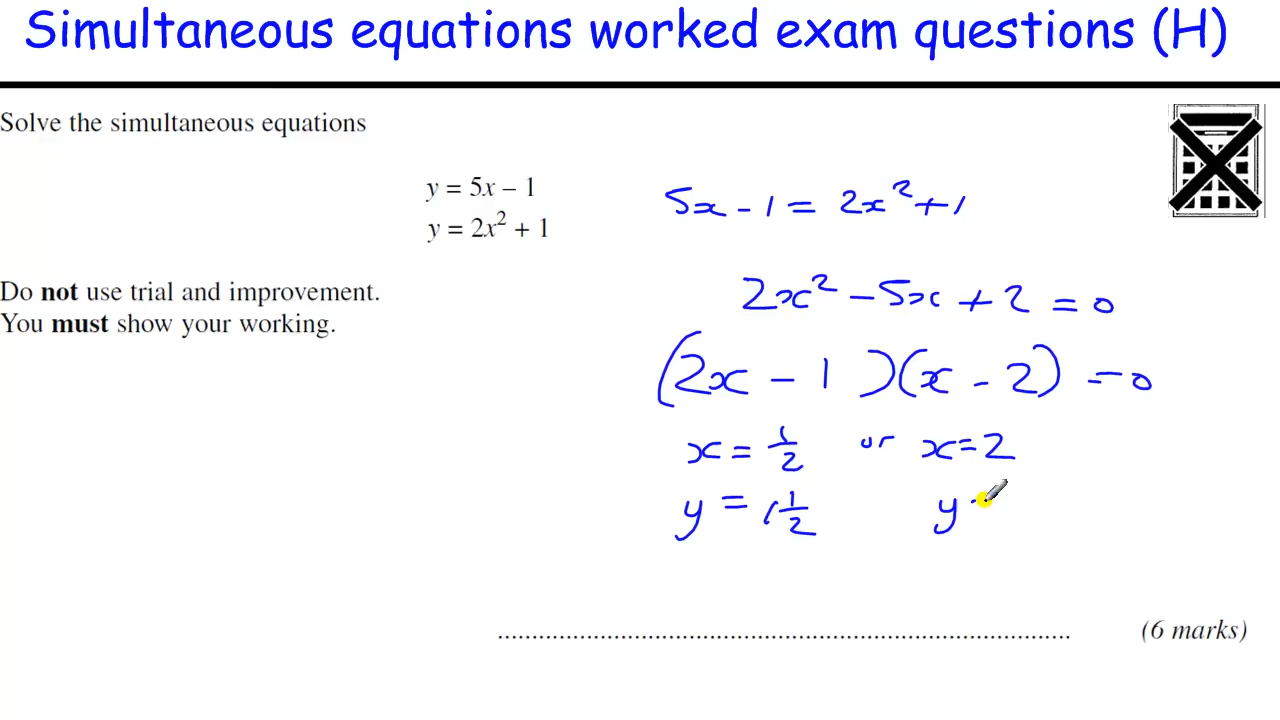 Simultaneous equations worked exam questions (H)
Solve the simultaneous equations
y = 5x – 1
y = 2x² + 1
Do not use trial and improvement.
You must show your working.
5x - 1 = 2x² + 1
2x² - 5x + 2 = 0
(2x - 1)(x - 2) = 0
x = 1/2 or x = 2
y = 1 1/2 y -
(6 marks)